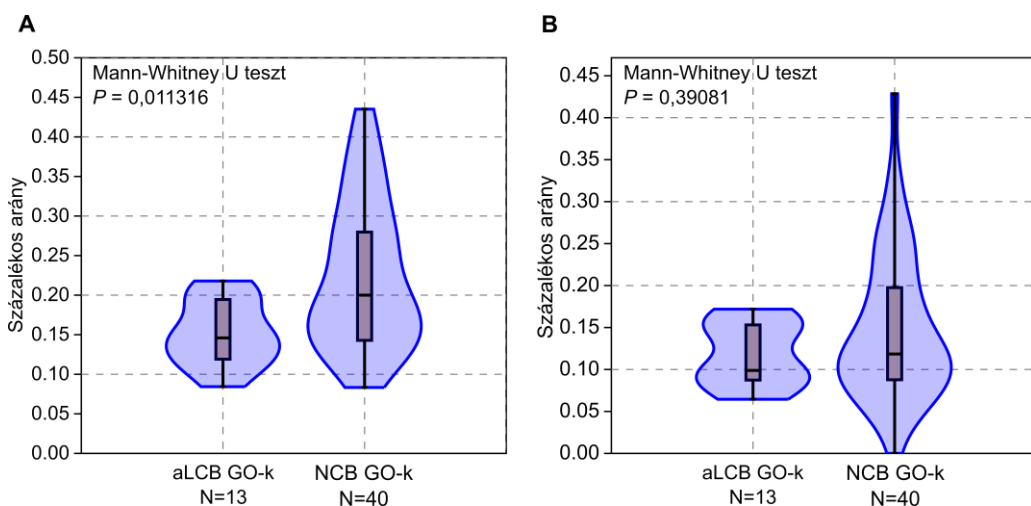 A
Mann-Whitney U teszt
P = 0,011316
0.50
0.45
0.40
0.35
0.30
0.25
0.20
0.15
0.10
0.05
0.00
Százalékos arány
aLCB GO-k
N=13
NCB GO-k
N=40
B
Mann-Whitney U teszt
P = 0,39081
0.45
0.40
0.35
0.30
0.25
0.20
0.15
0.10
0.05
0.00
Százalékos arány
aLCB GO-k
N=13
NCB GO-k
N=40